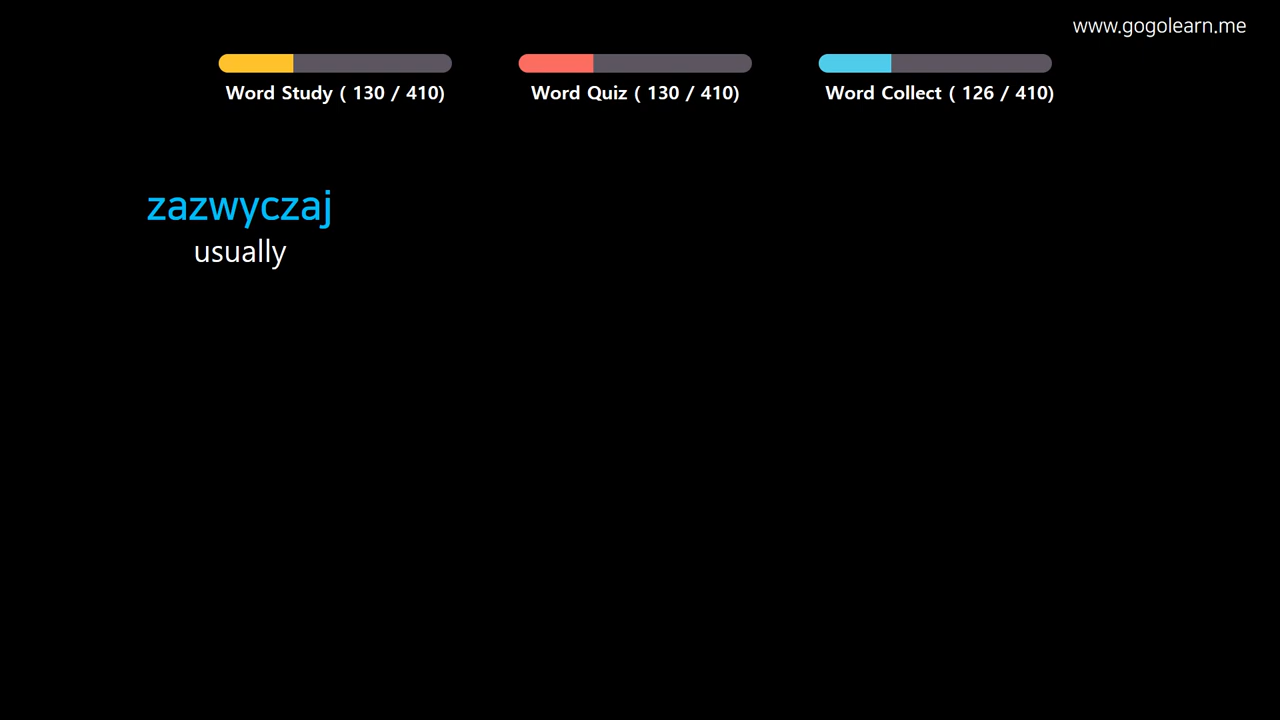 www.gogolearn.me
Word Study ( 130 / 410)
Word Quiz ( 130 / 410)
Word Collect ( 126 / 410)
zazwyczaj
usually